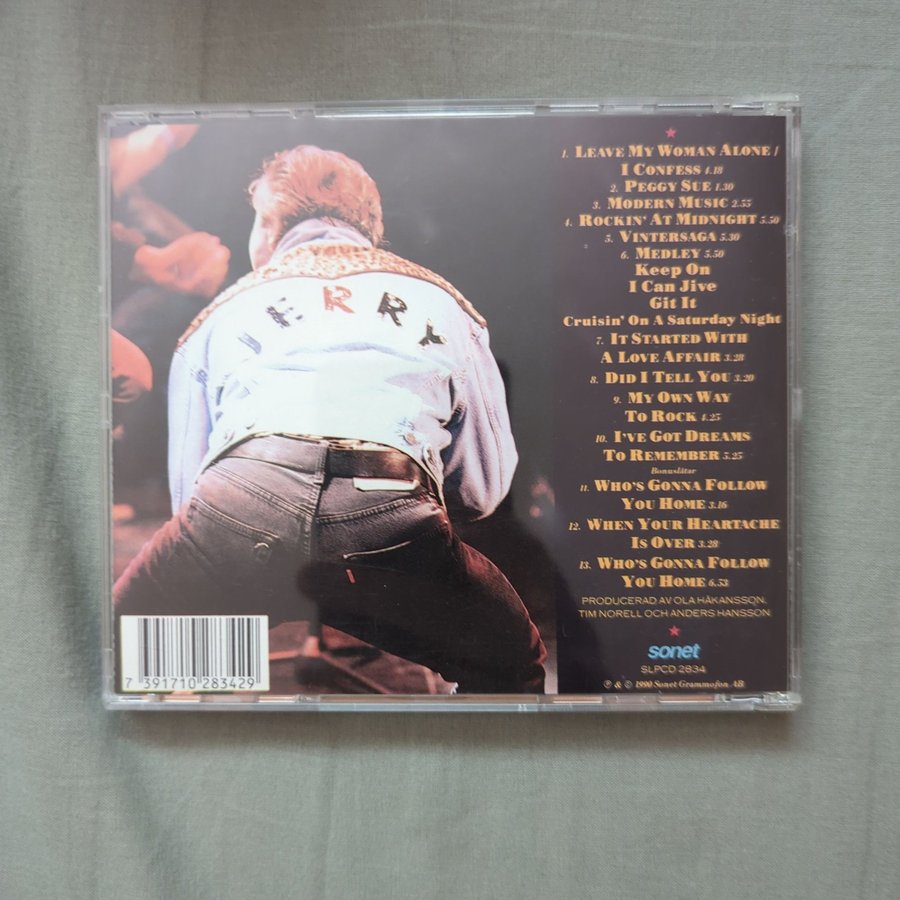 JERRY
1. LEAVE MY WOMAN ALONE /
I CONFESS 4.18
2. PEGGY SUE 1.30
3. MODERN MUSIC 2.55
4. ROCKIN' AT MIDNIGHT 5.50
5. VINTERSAGA 5.30
6. MEDLEY 5.50
Keep On
I Can Jive
Git It
Cruisin' On A Saturday Night
7. IT STARTED WITH
A LOVE AFFAIR 3.28
8. DID I TELL YOU 3.20
9. MY OWN WAY
TO ROCK 4.25
10. I'VE GOT DREAMS
TO REMEMBER 5.25
Bonuslåtar
11. WHO'S GONNA FOLLOW
YOU HOME 3.16
12. WHEN YOUR HEARTACHE
IS OVER 3.28
13. WHO'S GONNA FOLLOW
YOU HOME 6.53
PRODUCERAD AV OLA HÅKANSSON,
TIM NORELL OCH ANDERS HANSSON
sonet
SLPCD 2834
℗ & © 1990 Sonet Grammofon AB
7 391710 283429